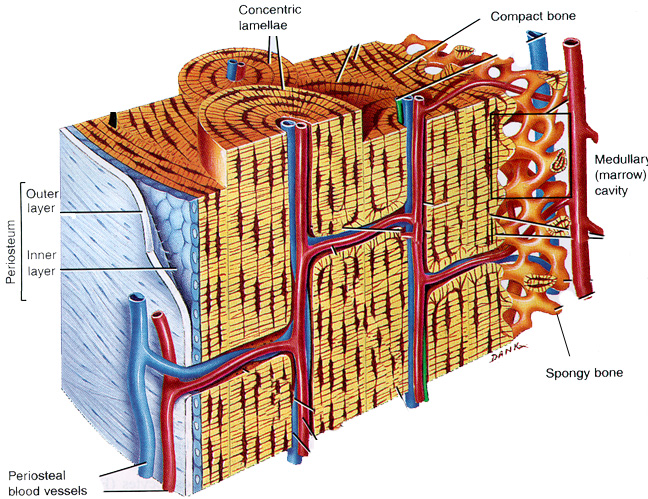 Concentric
lamellae
Compact bone
Medullary
(marrow)
cavity
Periosteum
Outer
layer
Inner
layer
DANK
Spongy bone
Periosteal
blood vessels